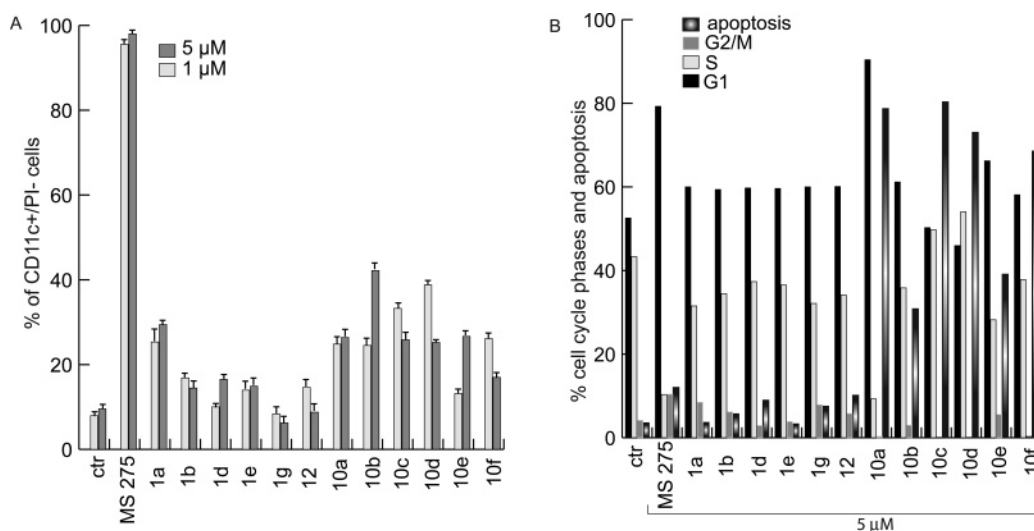 A
100
80
60
40
20
0
% of CD11c+/PI- cells
5 µM
1 µM
ctr
MS 275
1a
1b
1d
1e
1g
12
10a
10b
10c
10d
10e
10f
B
100
80
60
40
20
0
% cell cycle phases and apoptosis
apoptosis
G2/M
S
G1
ctr
MS 275
1a
1b
1d
1e
1g
12
10a
10b
10c
10d
10e
10f
5 µM